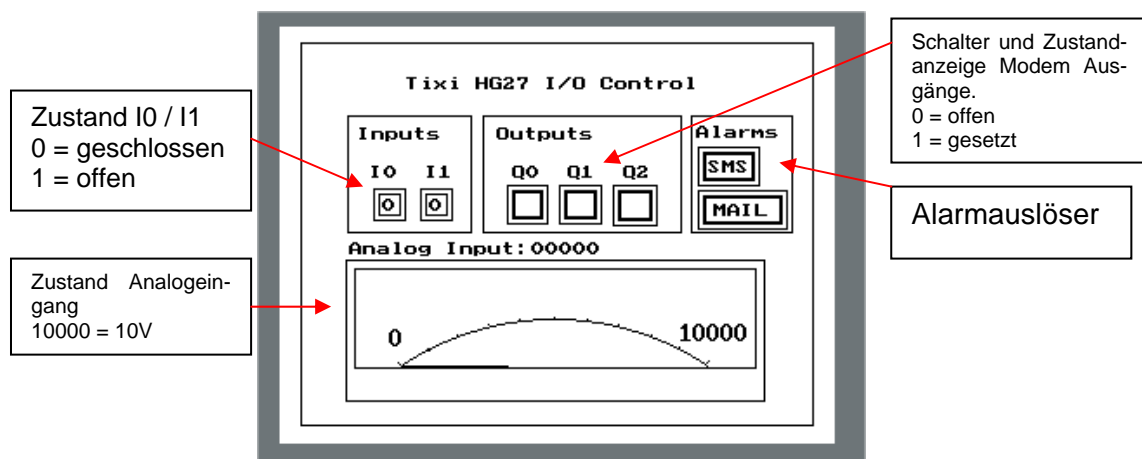 Tixi HG27 I/O Control
Inputs
I0 I1
0 0
Outputs
Q0 Q1 Q2
Alarms
SMS
MAIL
Analog Input:00000
0
10000
Zustand I0 / I1
0 = geschlossen
1 = offen
Zustand Analogein-
gang
10000 = 10V
Schalter und Zustand-
anzeige Modem Aus-
gänge.
0 = offen
1 = gesetzt
Alarmauslöser